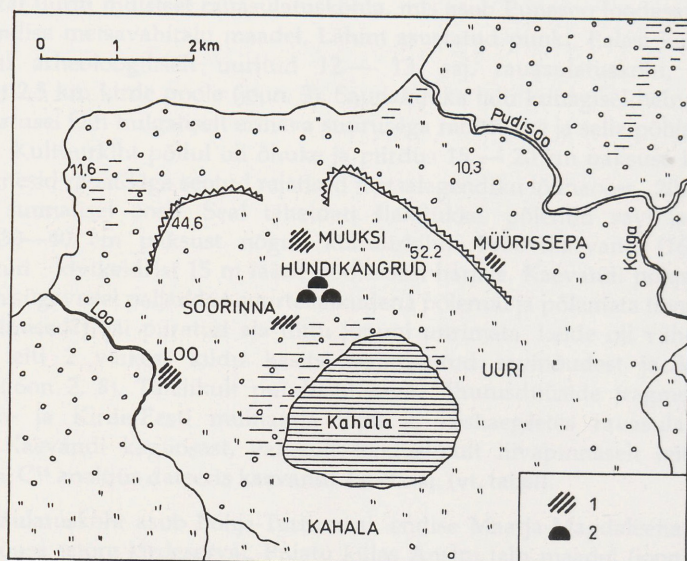 0 1 2 km
Pudisoo
11,6
10,3
44,6
MUUKSI
52.2
MÜÜRISSEPA
Kolga
HUNDIKANGRUD
SOORINNA
Loo
LOO
UURI
Kahala
KAHALA
1
2